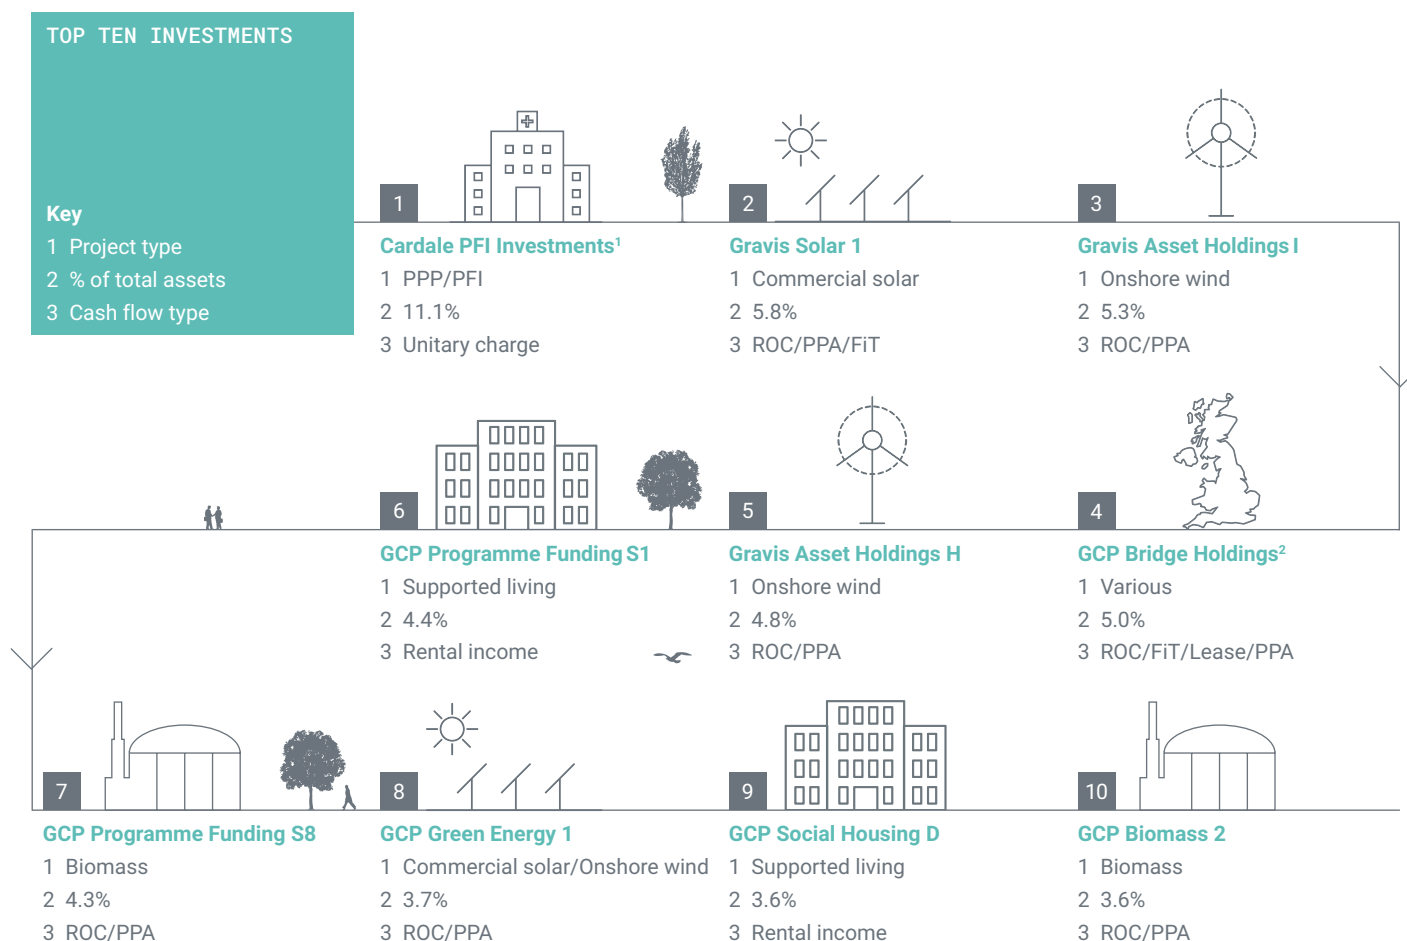 TOP TEN INVESTMENTS
Key
1 Project type
2 % of total assets
3 Cash flow type
1
Cardale PFI Investments¹
1 PPP/PFI
2 11.1%
3 Unitary charge
2
Gravis Solar 1
1 Commercial solar
2 5.8%
3 ROC/PPA/FiT
3
Gravis Asset Holdings I
1 Onshore wind
2 5.3%
3 ROC/PPA
4
GCP Bridge Holdings²
1 Various
2 5.0%
3 ROC/FiT/Lease/PPA
5
Gravis Asset Holdings H
1 Onshore wind
2 4.8%
3 ROC/PPA
6
GCP Programme Funding S1
1 Supported living
2 4.4%
3 Rental income
7
GCP Programme Funding S8
1 Biomass
2 4.3%
3 ROC/PPA
8
GCP Green Energy 1
1 Commercial solar/Onshore wind
2 3.7%
3 ROC/PPA
9
GCP Social Housing D
1 Supported living
2 3.6%
3 Rental income
10
GCP Biomass 2
1 Biomass
2 3.6%
3 ROC/PPA